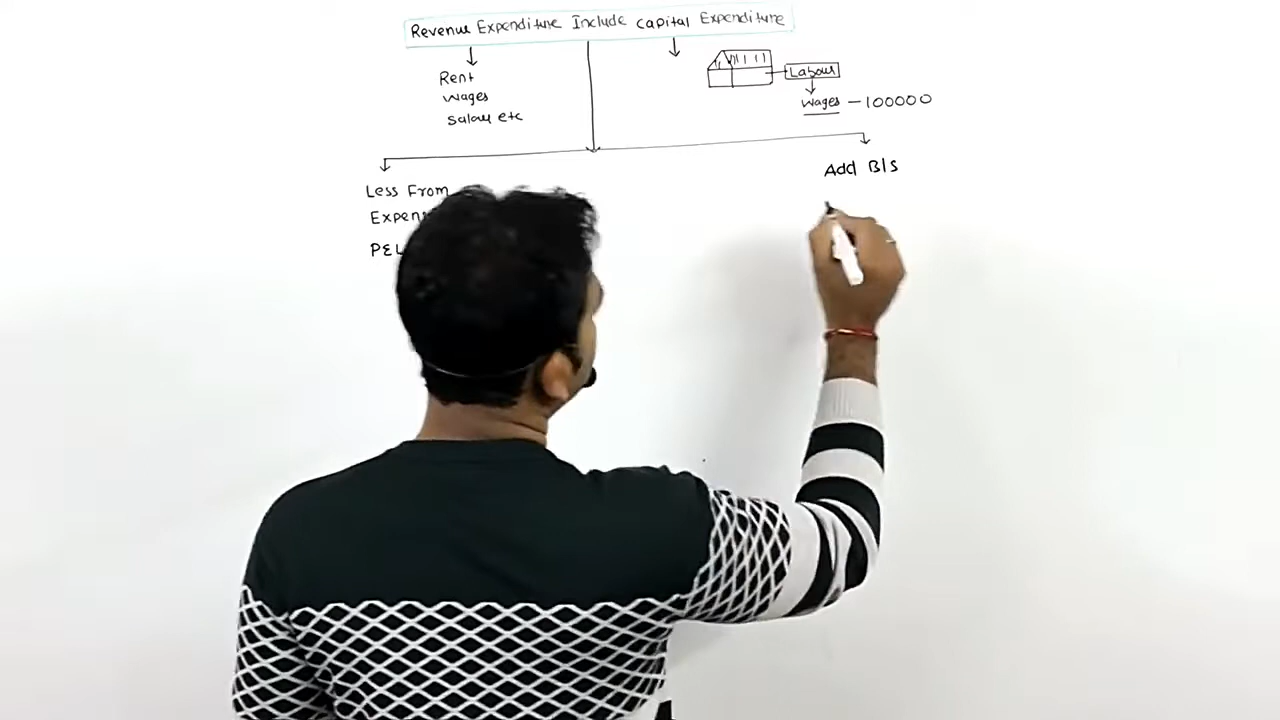 Revenue Expenditure Include Capital Expenditure
Rent
Wages
Salary etc
Labour
Wages - 100000
Less From
Add B/S